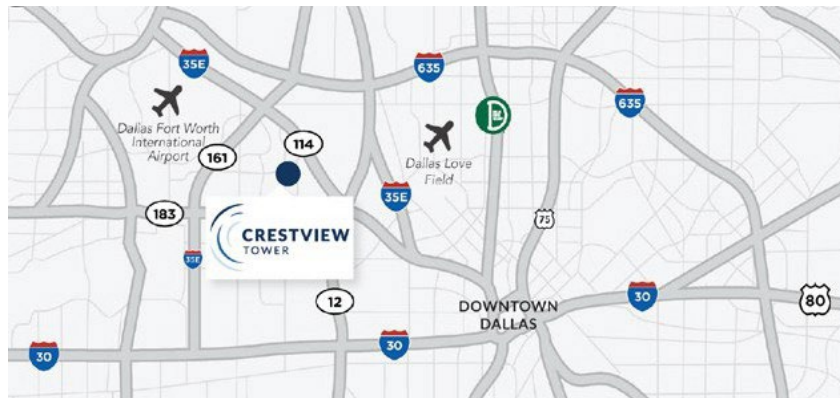 35E
635
635
Dallas Fort Worth
International
Airport
161
114
Dallas Love
Field
D
183
35E
75
CRESTVIEW
TOWER
35E
12
DOWNTOWN
DALLAS
30
80
30
30